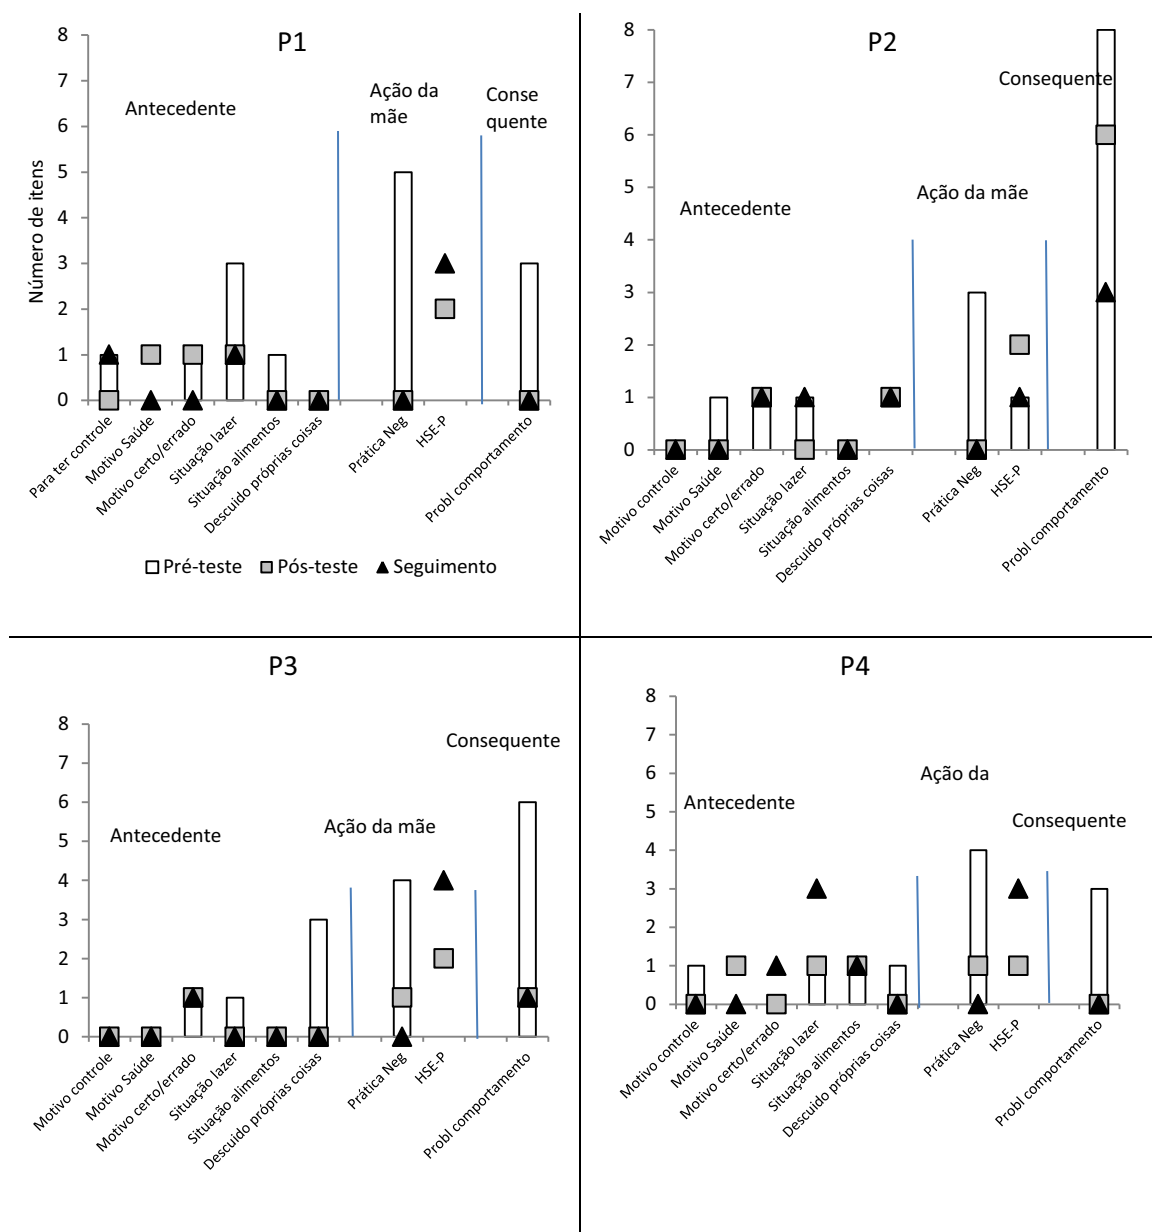 P1
8
7
6
5
4
3
2
1
0
Número de itens
Antecedente
Ação da
mãe
Conse
quente
Para ter controle
Motivo Saúde
Motivo certo/errado
Situação lazer
Situação alimentos
Descuido próprias coisas
Prática Neg
HSE-P
Probl comportamento
Pré-teste
Pós-teste
Seguimento
P2
8
7
6
5
4
3
2
1
0
Consequente
Ação da mãe
Antecedente
Motivo controle
Motivo Saúde
Motivo certo/errado
Situação lazer
Situação alimentos
Descuido próprias coisas
Prática Neg
HSE-P
Probl comportamento
P3
8
7
6
5
4
3
2
1
0
Consequente
Antecedente
Ação da mãe
Motivo controle
Motivo Saúde
Motivo certo/errado
Situação lazer
Situação alimentos
Descuido próprias coisas
Prática Neg
HSE-P
Probl comportamento
P4
8
7
6
5
4
3
2
1
0
Ação da
Antecedente
Consequente
Motivo controle
Motivo Saúde
Motivo certo/errado
Situação lazer
Situação alimentos
Descuido próprias coisas
Prática Neg
HSE-P
Probl comportamento